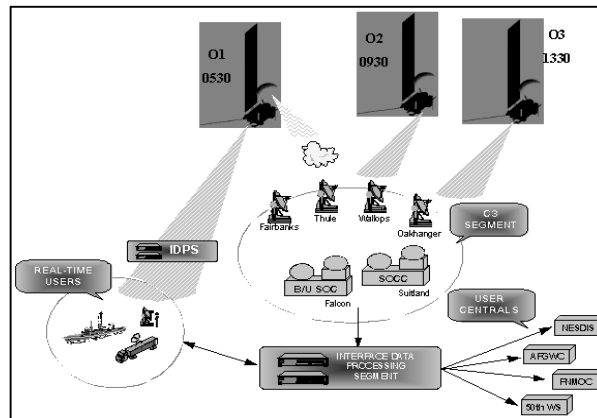 O1
0530
O2
0930
O3
1330
Fairbanks
Thule
Wallops
Oakhanger
C3
SEGMENT
IDPS
REAL-TIME
USERS
B/U SOC
Falcon
SOCC
Suitland
USER
CENTRALS
INTERFACE DATA
PROCESSING
SEGMENT
NESDIS
AFGWC
FNMOC
50th WS